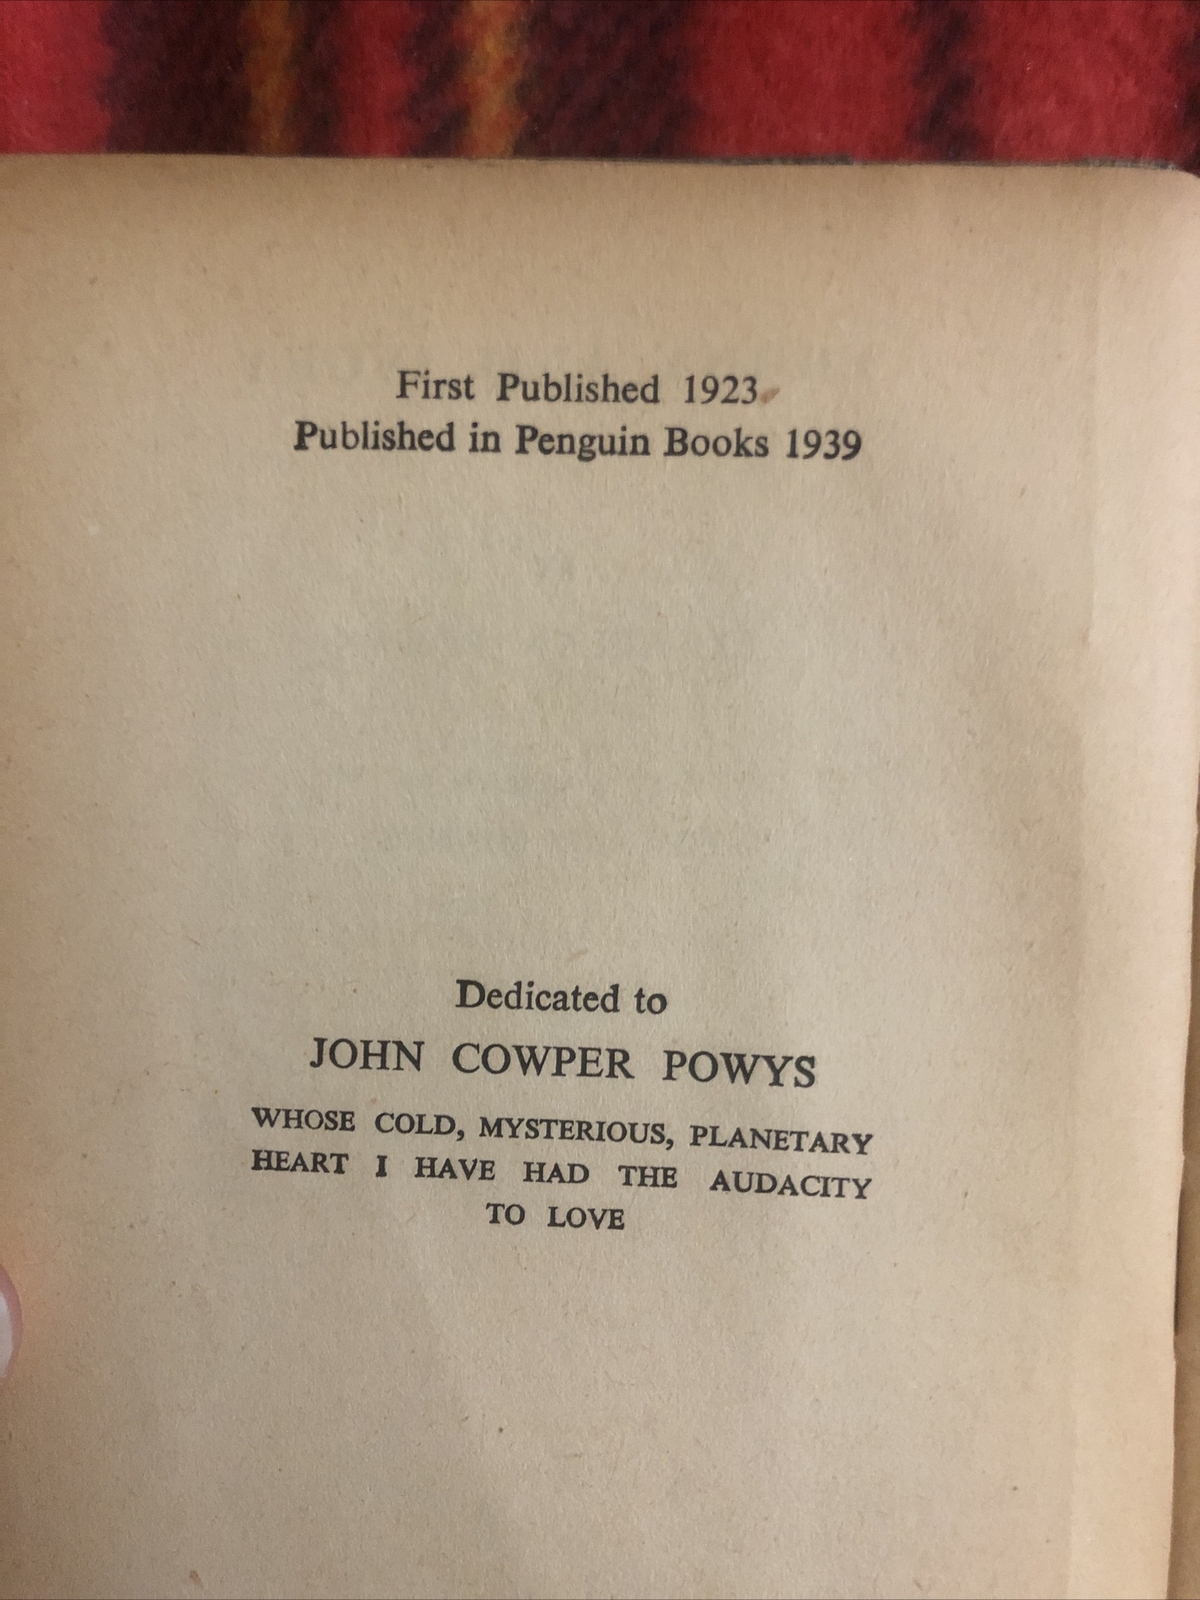 First Published 1923
Published in Penguin Books 1939
Dedicated to
JOHN COWPER POWYS
WHOSE COLD, MYSTERIOUS, PLANETARY
HEART I HAVE HAD THE AUDACITY
TO LOVE